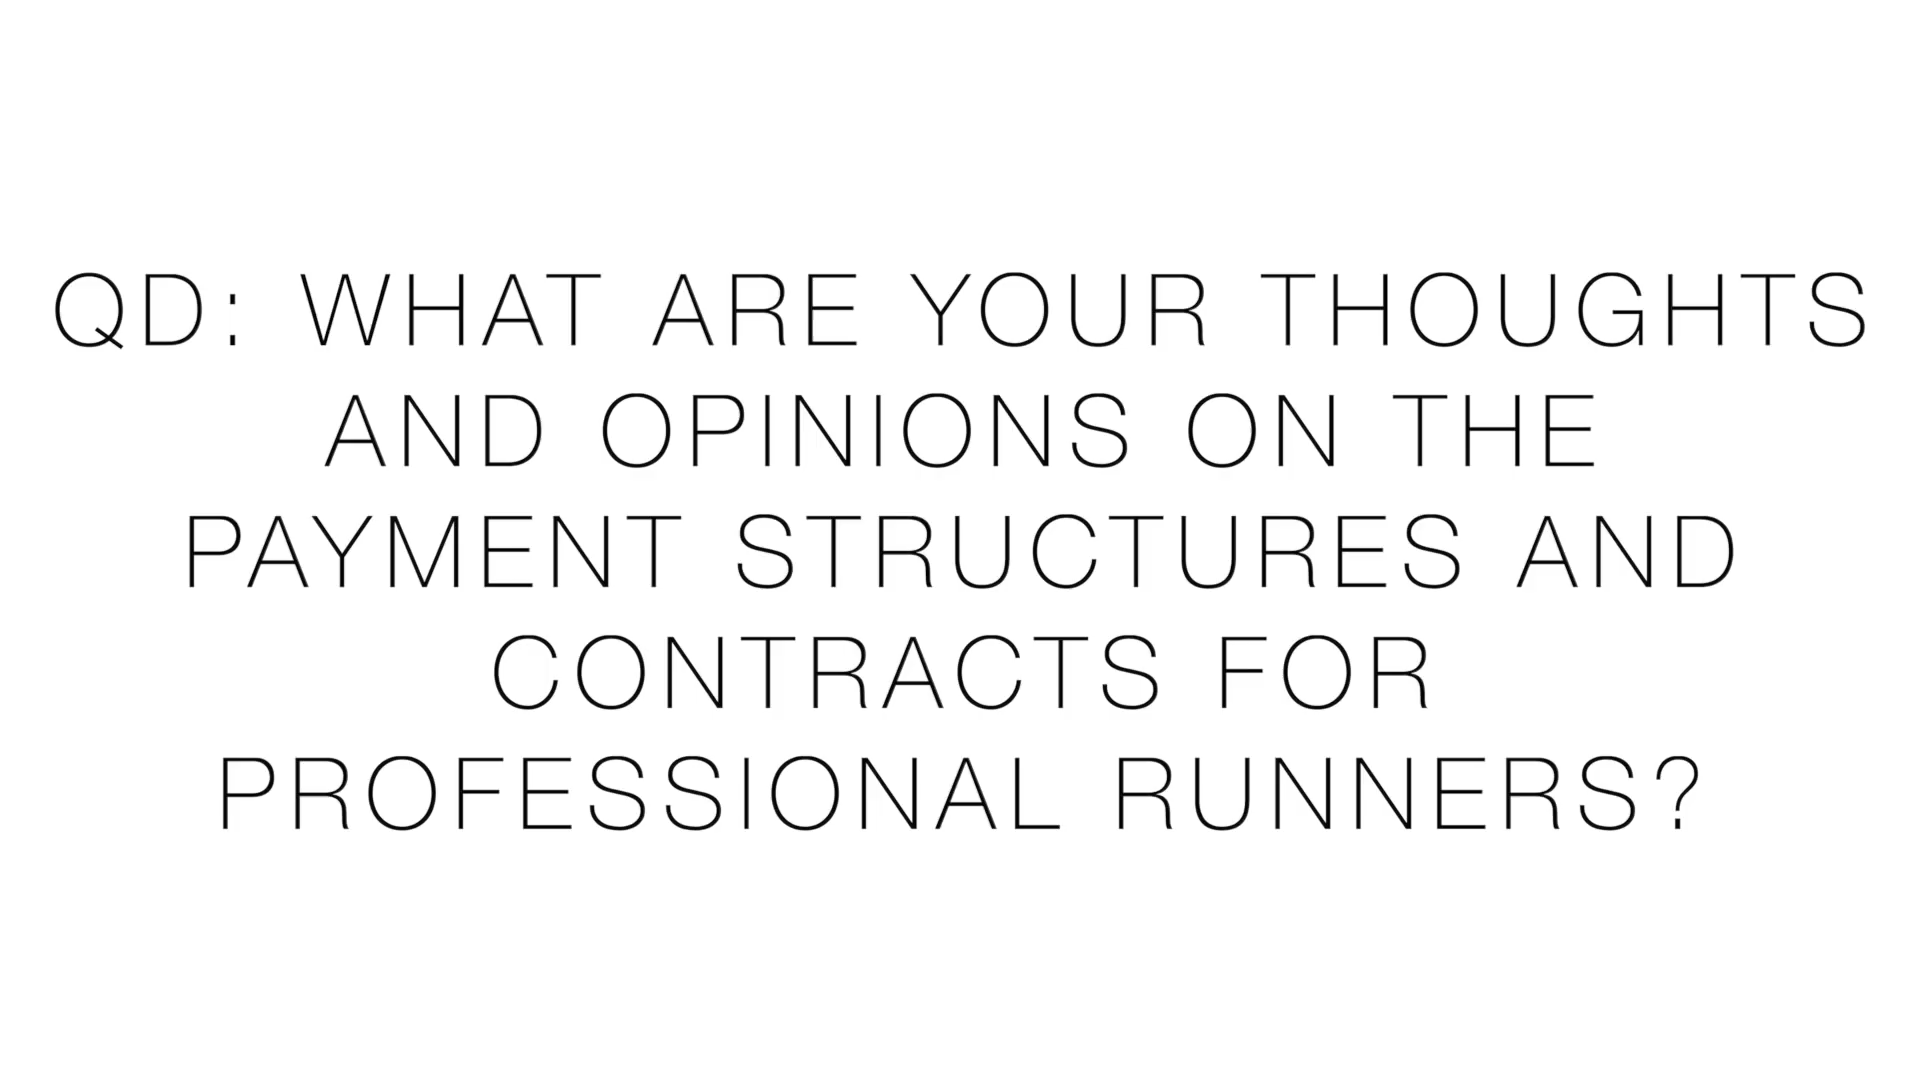 QD: WHAT ARE YOUR THOUGHTS
AND OPINIONS ON THE
PAYMENT STRUCTURES AND
CONTRACTS FOR
PROFESSIONAL RUNNERS?